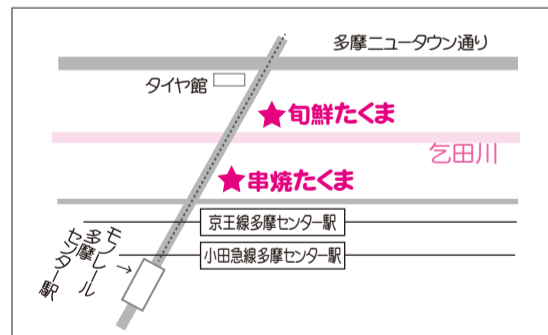 多摩ニュータウン通り
タイヤ館
★旬鮮たくま
乞田川
★串焼たくま
京王線多摩センター駅
小田急線多摩センター駅
モノレール
多摩
センター駅
→